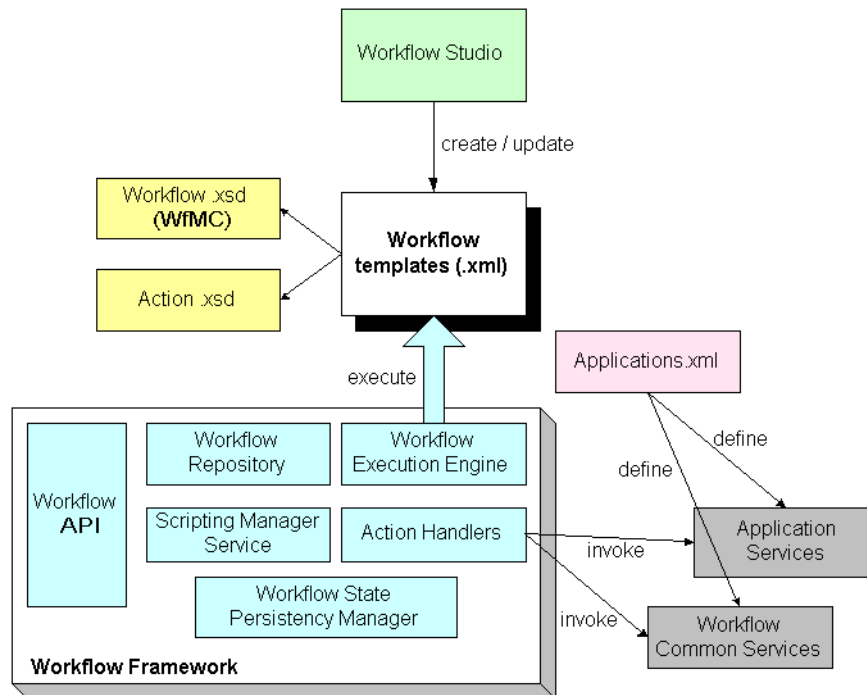 Workflow Studio
create / update
Workflow .xsd
(WfMC)
Workflow
templates (.xml)
Action .xsd
Applications.xml
execute
define
define
Workflow
API
Workflow
Repository
Workflow
Execution Engine
Scripting Manager
Service
Action Handlers
invoke
Application
Services
Workflow State
Persistency Manager
invoke
Workflow
Common Services
Workflow Framework